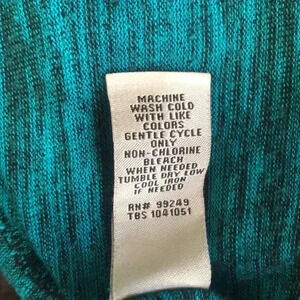 MACHINE
WASH COLD
WITH LIKE
COLORS
GENTLE CYCLE
ONLY
NON-CHLORINE
BLEACH
WHEN NEEDED
TUMBLE DRY LOW
COOL IRON
IF NEEDED
RN# 99249
TBS 1041051